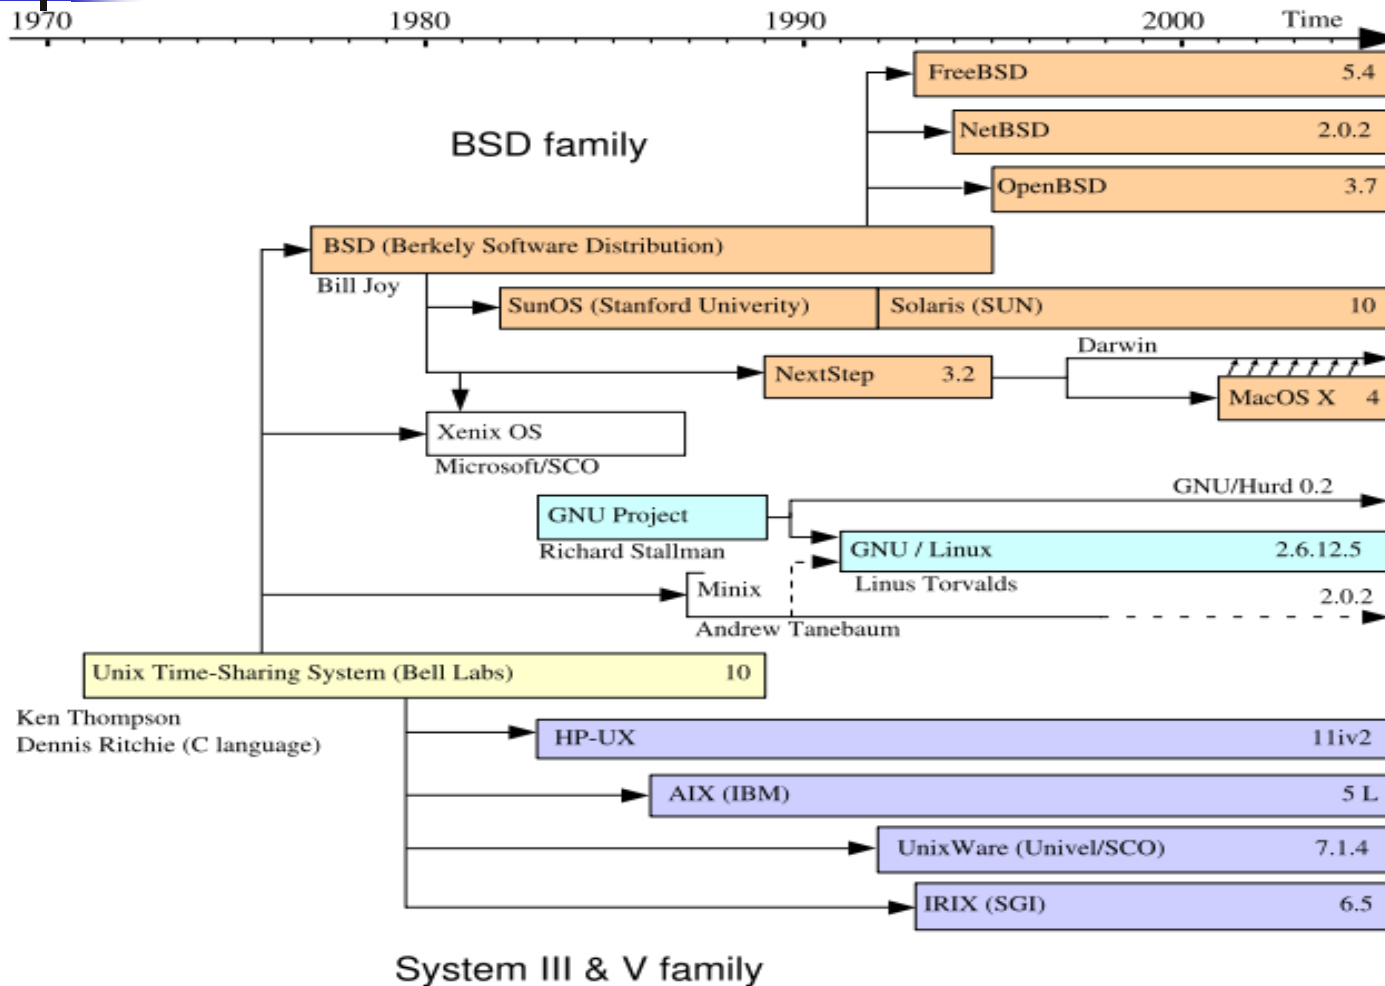 1970 1980 1990 2000 Time
FreeBSD 5.4
BSD family
NetBSD 2.0.2
OpenBSD 3.7
BSD (Berkely Software Distribution)
Bill Joy
SunOS (Stanford Univerity) Solaris (SUN) 10
Darwin
NextStep 3.2
MacOS X 4
Xenix OS
Microsoft/SCO
GNU/Hurd 0.2
GNU Project
Richard Stallman
GNU / Linux 2.6.12.5
Linus Torvalds
Minix 2.0.2
Andrew Tanebaum
Unix Time-Sharing System (Bell Labs) 10
Ken Thompson
Dennis Ritchie (C language)
HP-UX 11iv2
AIX (IBM) 5 L
UnixWare (Univel/SCO) 7.1.4
IRIX (SGI) 6.5
System III & V family